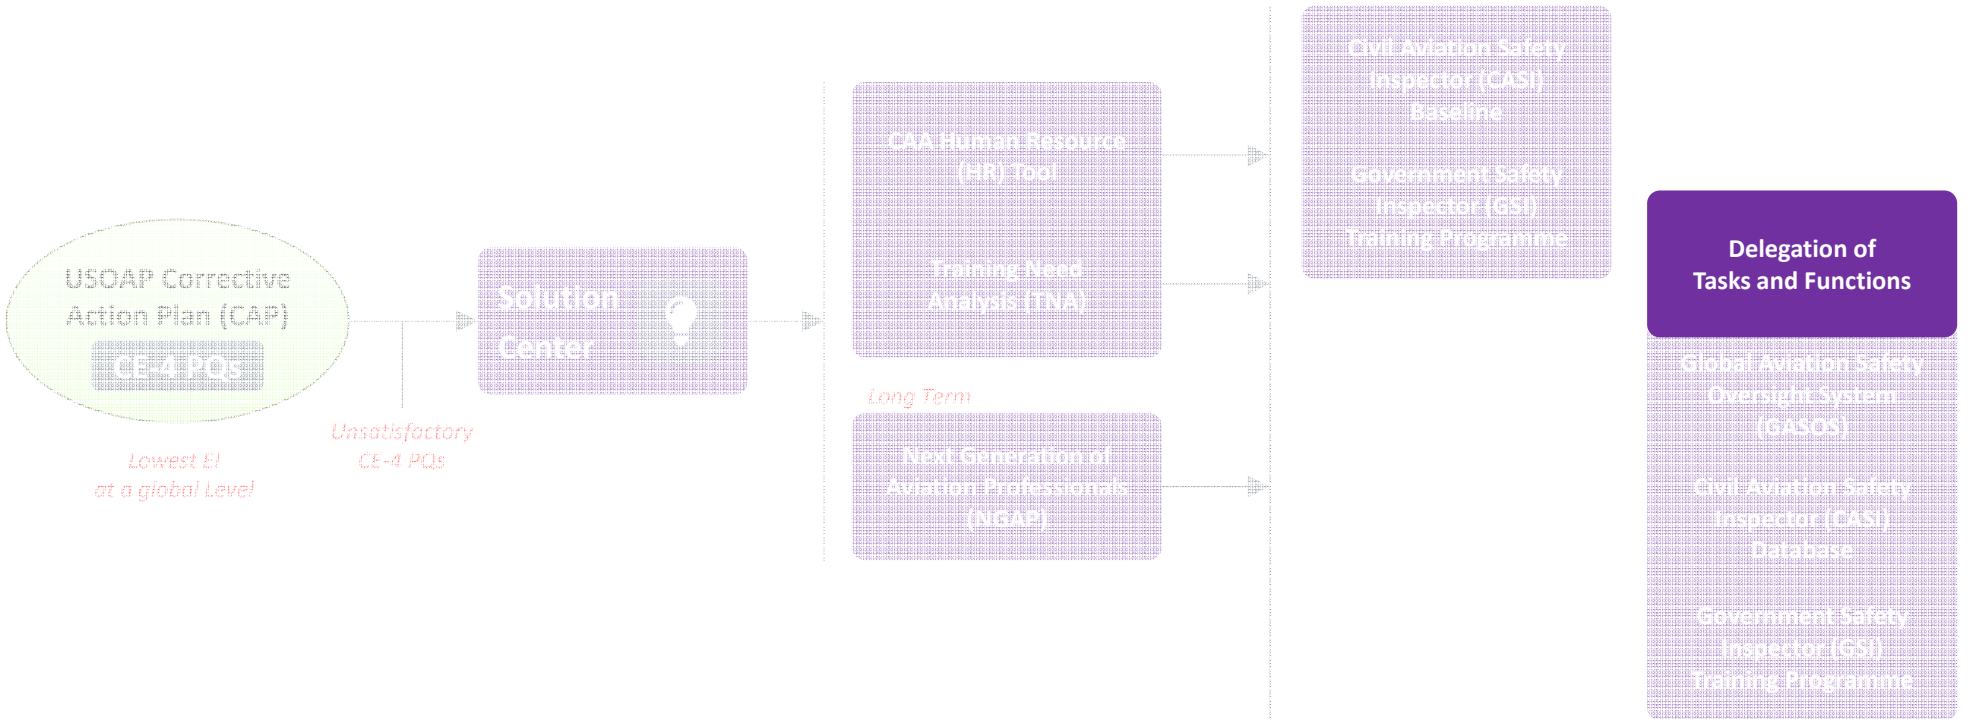 USOAP Corrective
Action Plan (CAP)
CE-4 PQs
Lowest EI
at a global Level
Unsatisfactory
CE-4 PQs
Solution
Center
CAA Human Resource
(HR) Tool
Training Need
Analysis (TNA)
Long Term
Next Generation of
Aviation Professionals
(NGAP)
Civil Aviation Safety
Inspector (CASI)
Baseline
Government Safety
Inspector (GSI)
Training Programme
Delegation of
Tasks and Functions
Global Aviation Safety
Oversight System
(GASOS)
Civil Aviation Safety
Inspector (CASI)
Database
Government Safety
Inspector (GSI)
Training Programme